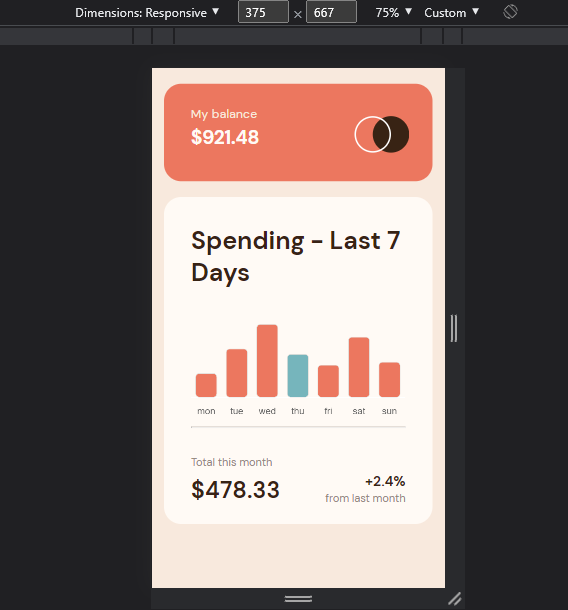 Dimensions: Responsive ▼ 375 × 667 75% ▼ Custom ▼
My balance
$921.48
Spending - Last 7
Days
mon tue wed thu fri sat sun
Total this month
$478.33
+2.4%
from last month